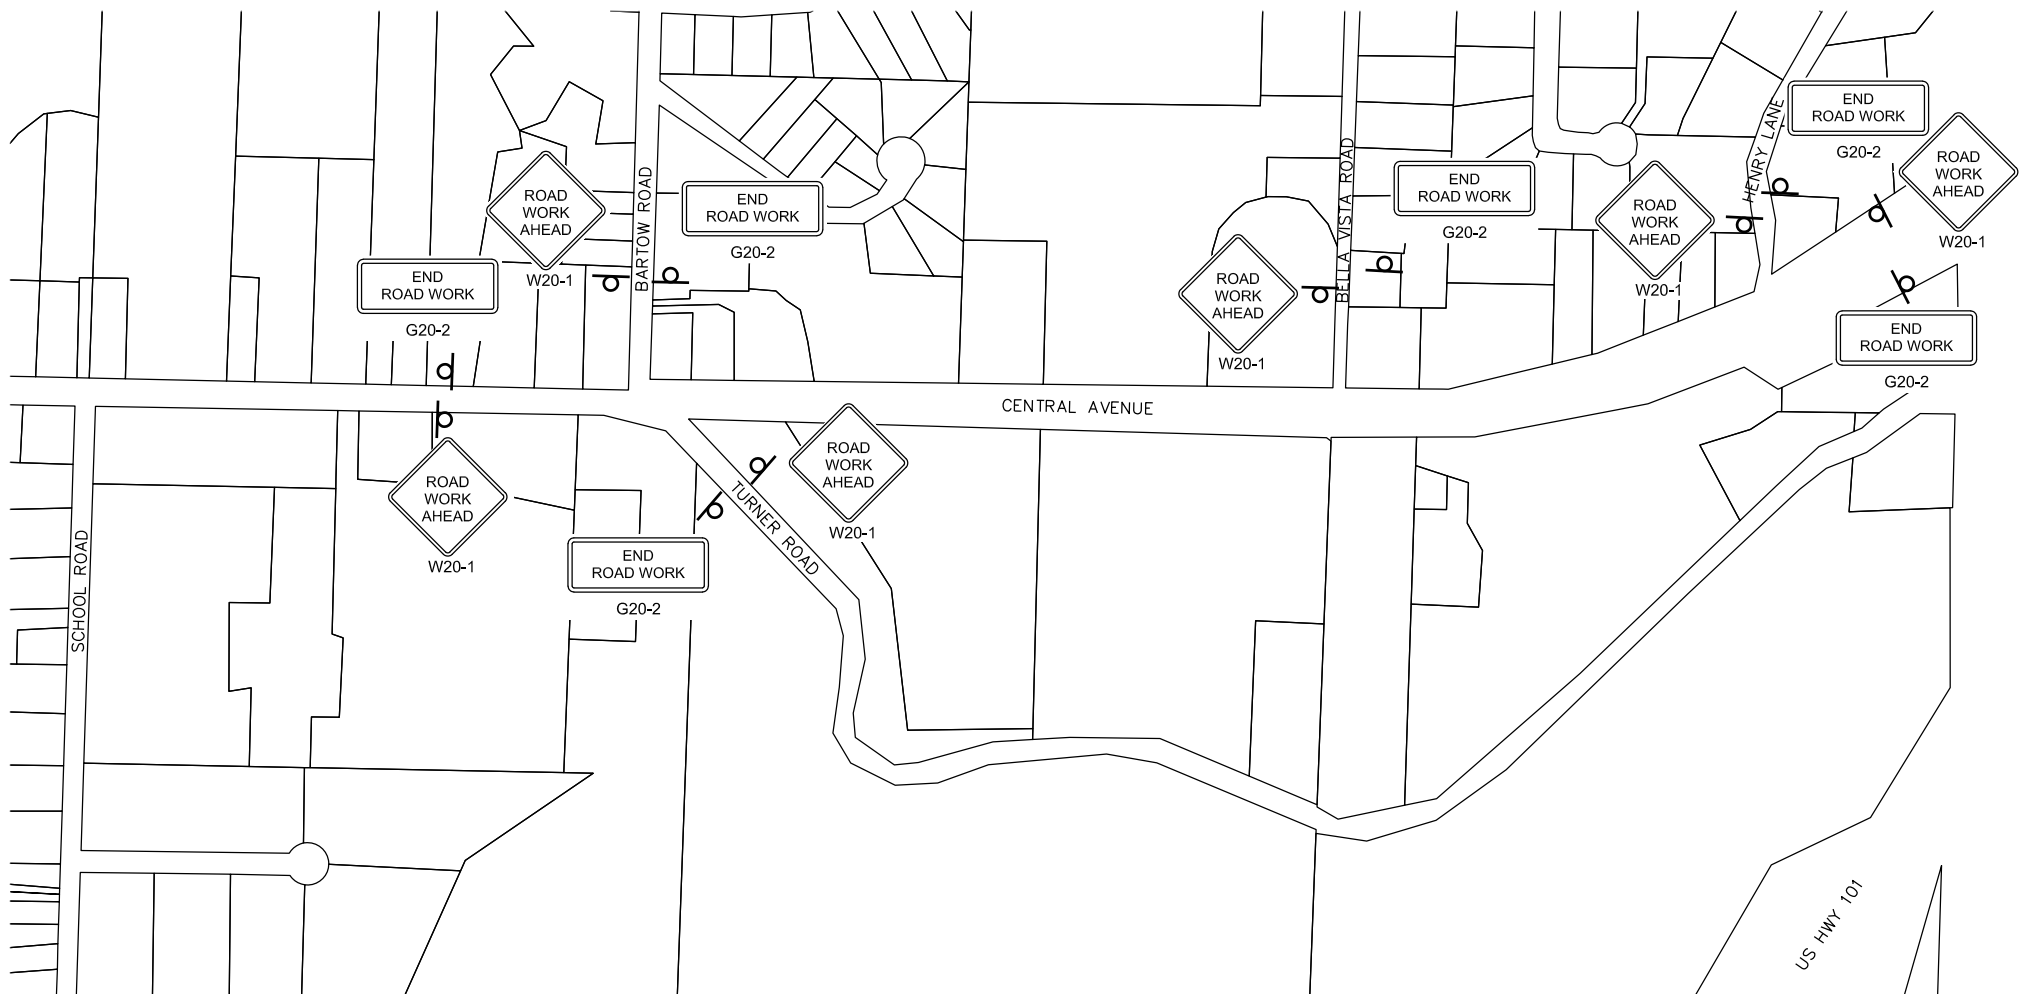 END
ROAD WORK
G20-2
ROAD
WORK
AHEAD
W20-1
HENRY LANE
ROAD
WORK
AHEAD
W20-1
BARTOW ROAD
END
ROAD WORK
G20-2
BELLA VISTA ROAD
END
ROAD WORK
G20-2
ROAD
WORK
AHEAD
W20-1
END
ROAD WORK
G20-2
ROAD
WORK
AHEAD
W20-1
END
ROAD WORK
G20-2
CENTRAL AVENUE
ROAD
WORK
AHEAD
W20-1
ROAD
WORK
AHEAD
W20-1
TURNER ROAD
END
ROAD WORK
G20-2
SCHOOL ROAD
US HWY 101